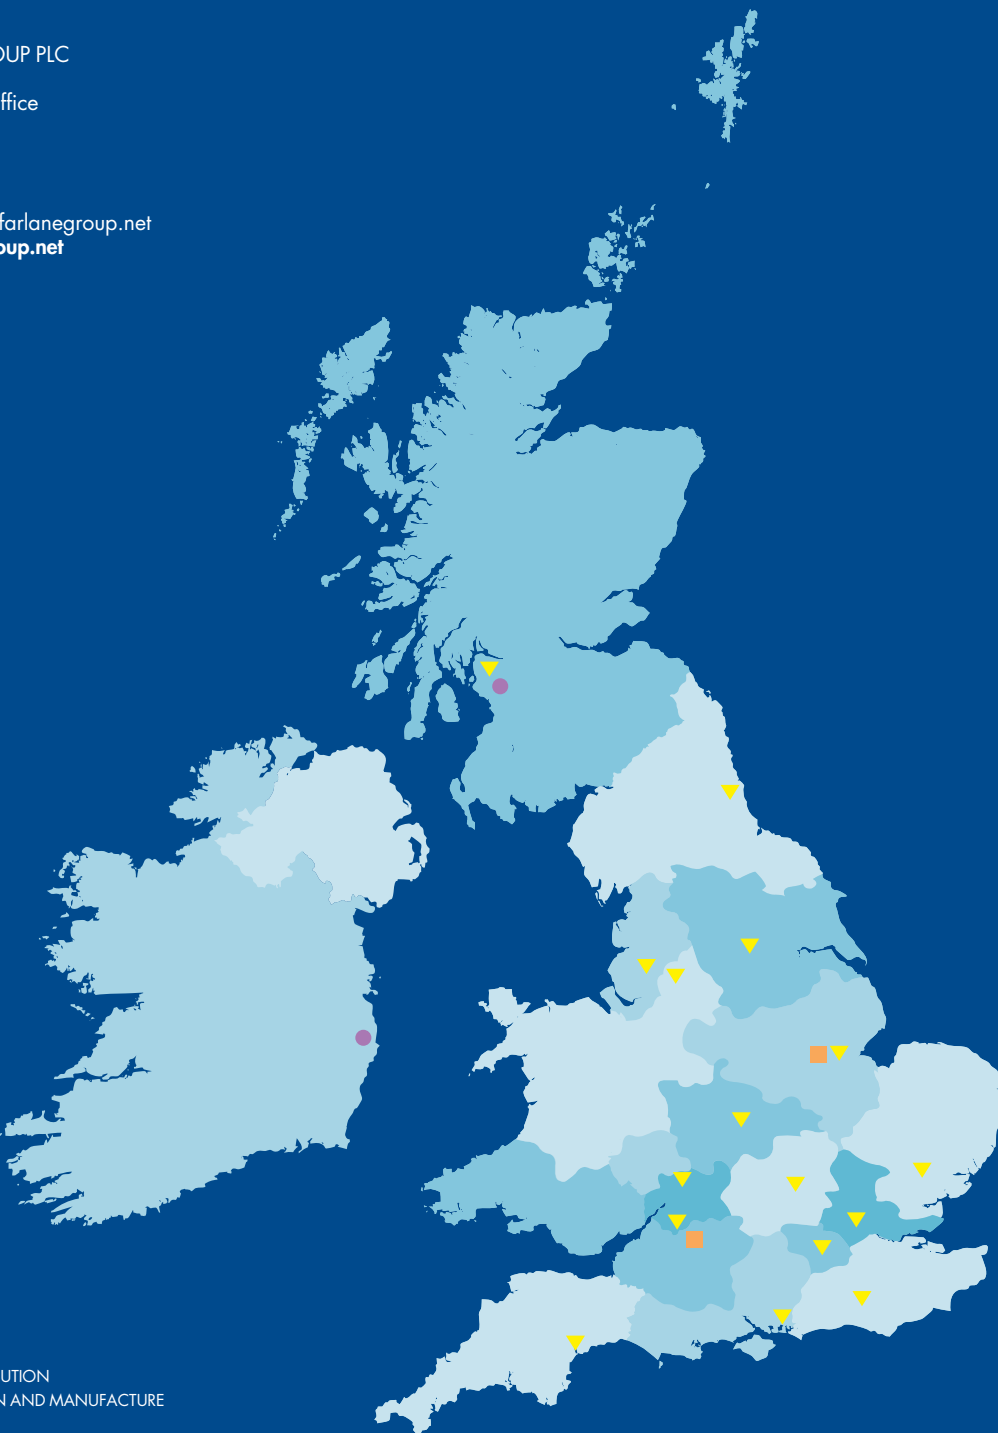 OUP PLC
ffice
farlanegroup.net
oup.net
UTION
N AND MANUFACTURE